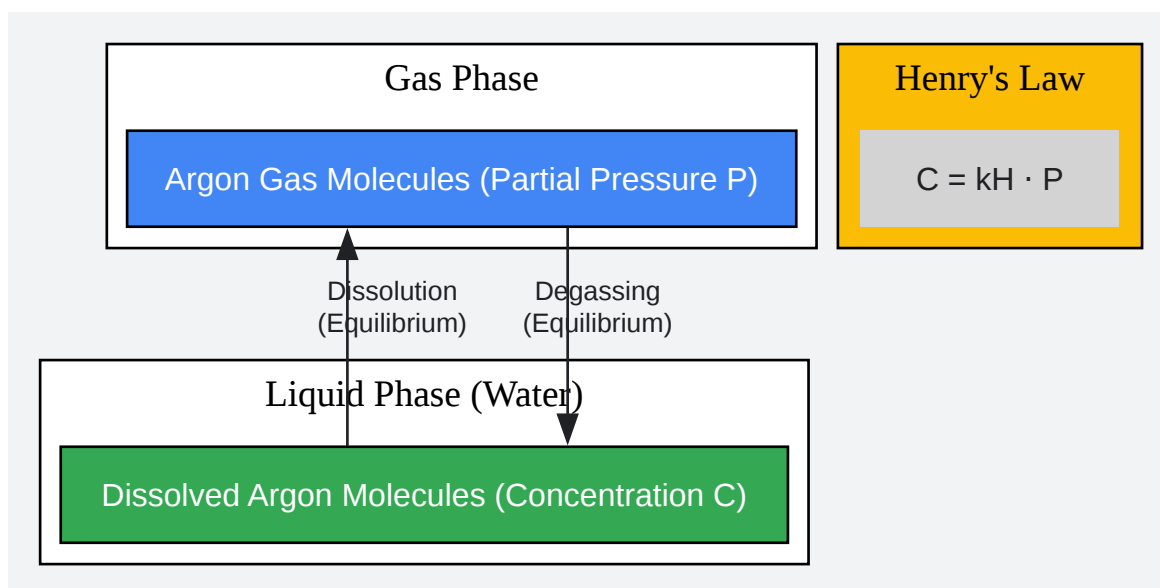 Gas Phase
Argon Gas Molecules (Partial Pressure P)
Henry's Law
C = kH · P
Dissolution
(Equilibrium)
Degassing
(Equilibrium)
Liquid Phase (Water)
Dissolved Argon Molecules (Concentration C)